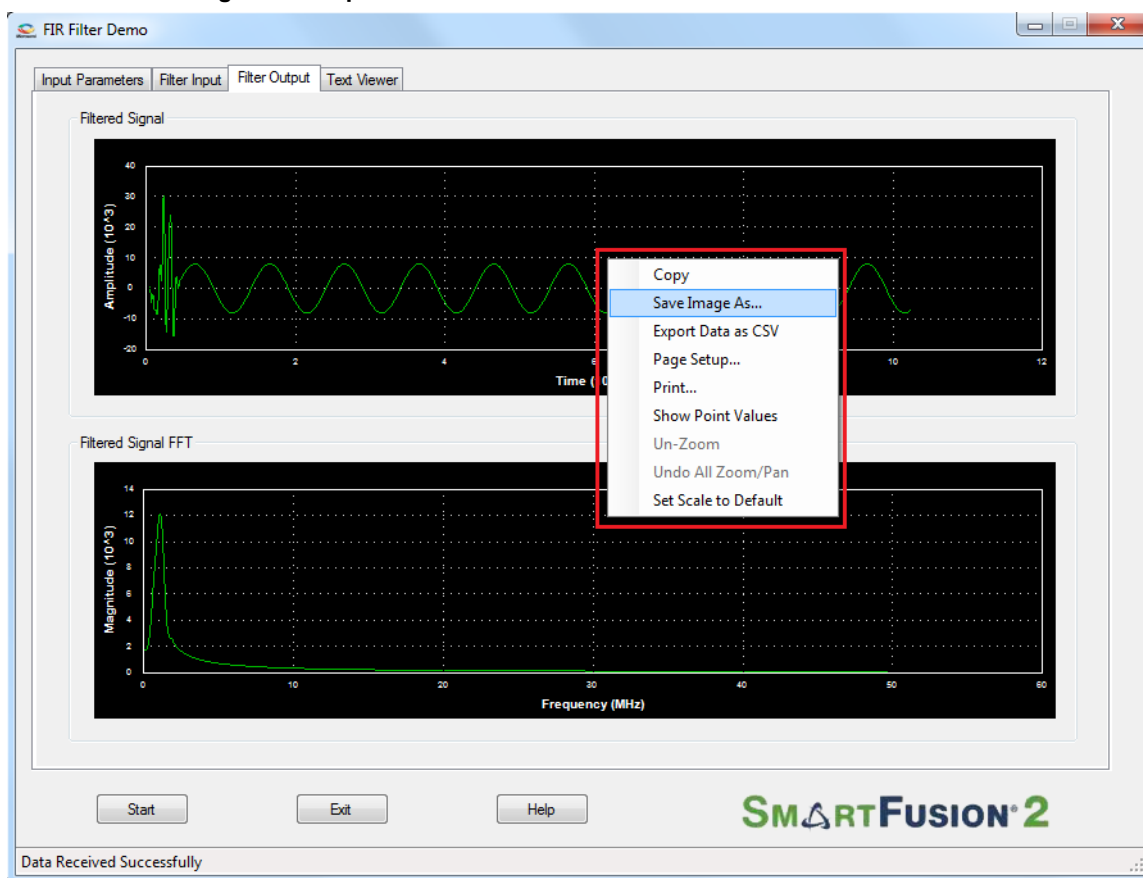 FIR Filter Demo
Input Parameters Filter Input Filter Output Text Viewer
Filtered Signal
40
30
20
10
0
-10
-20
Amplitude (10^3)
0 2 4 10 12
Time (
Copy
Save Image As...
Export Data as CSV
Page Setup...
Print...
Show Point Values
Un-Zoom
Undo All Zoom/Pan
Set Scale to Default
Filtered Signal FFT
14
12
10
8
6
4
2
0
Magnitude (10^3)
0 10 20 30 40 50 60
Frequency (MHz)
Start Exit Help
SMARTFUSION 2
Data Received Successfully